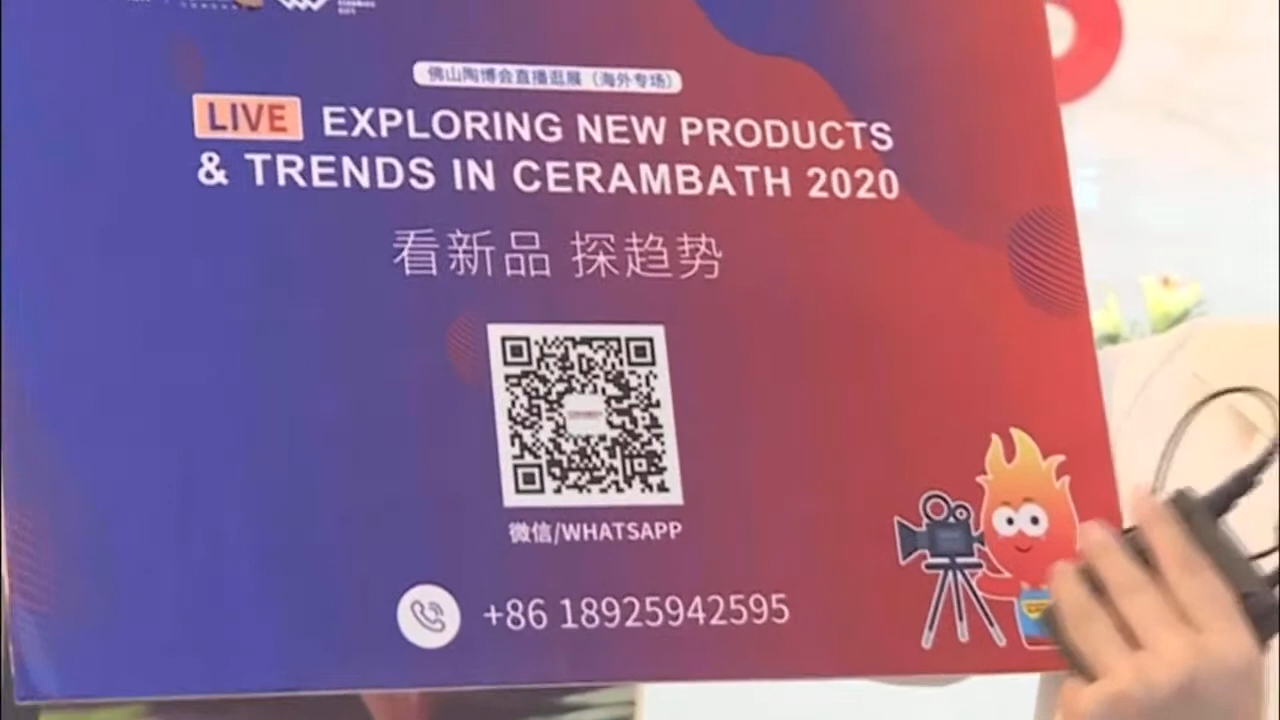 佛山陶博会直播逛展（海外专场）
LIVE EXPLORING NEW PRODUCTS
& TRENDS IN CERAMBATH 2020
看新品 探趋势
微信/WHATSAPP
+86 18925942595